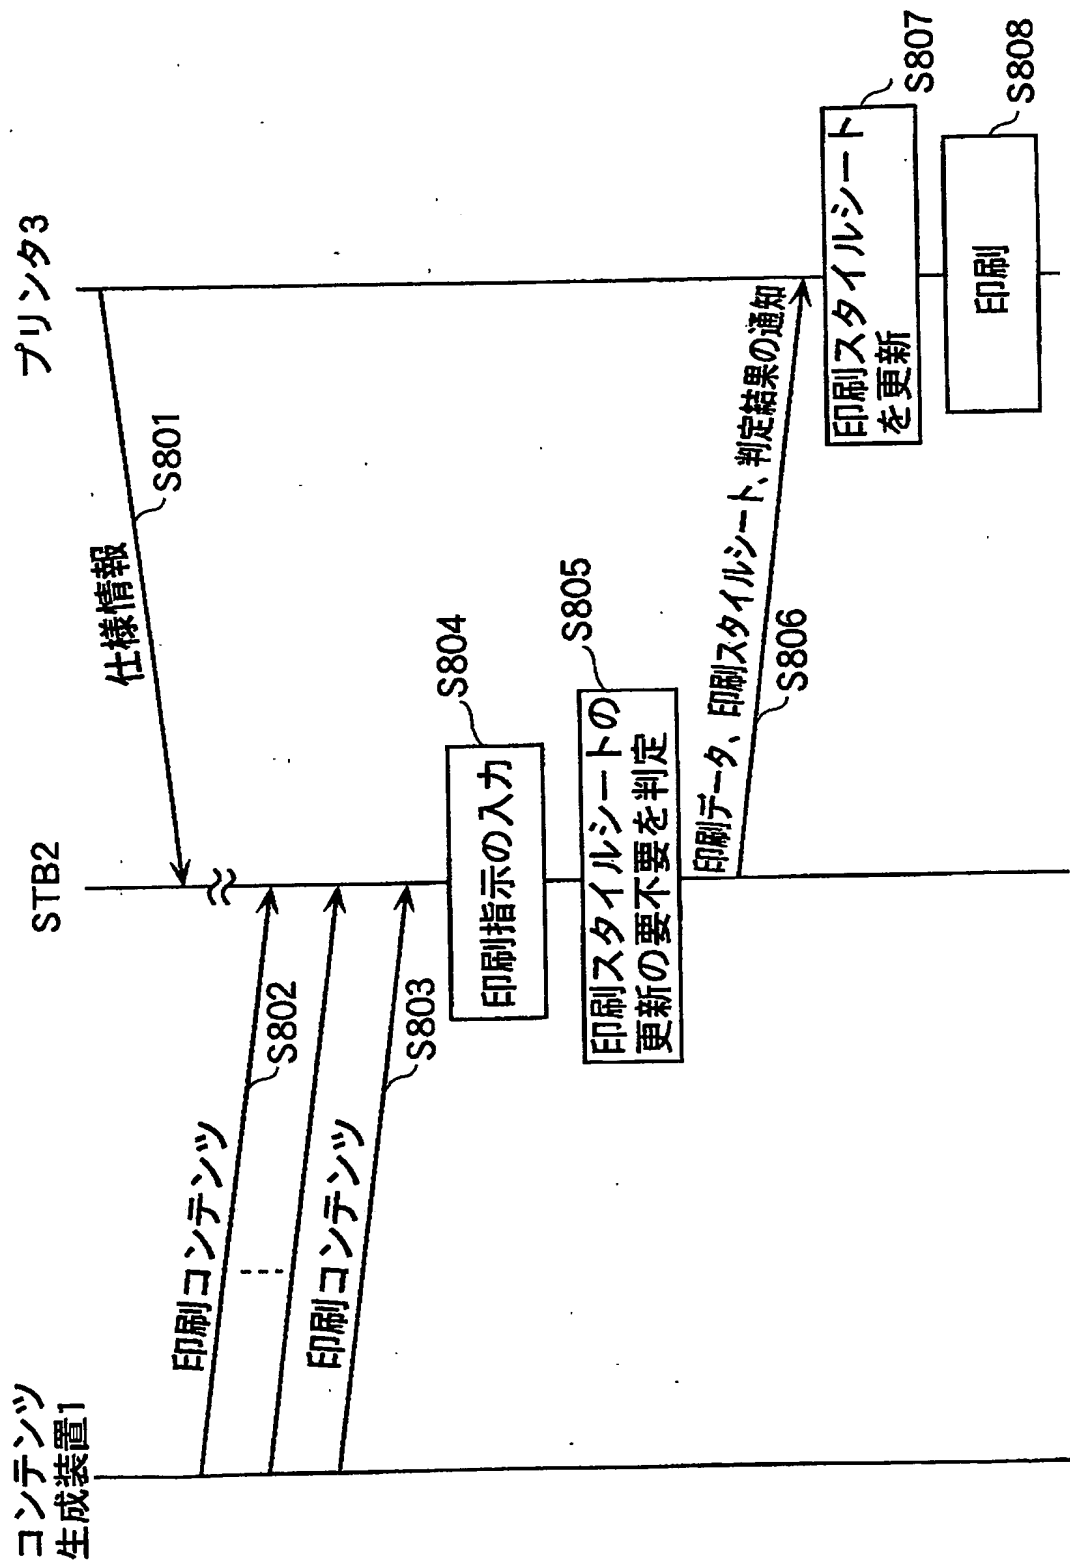 コンテンツ
生成装置1
STB2
プリンタ3
仕様情報
S801
印刷コンテンツ
S802
印刷コンテンツ
S803
印刷指示の入力
S804
印刷スタイルシートの
更新の要不要を判定
S805
印刷データ、印刷スタイルシート、判定結果の通知
S806
印刷スタイルシート
を更新
S807
印刷
S808